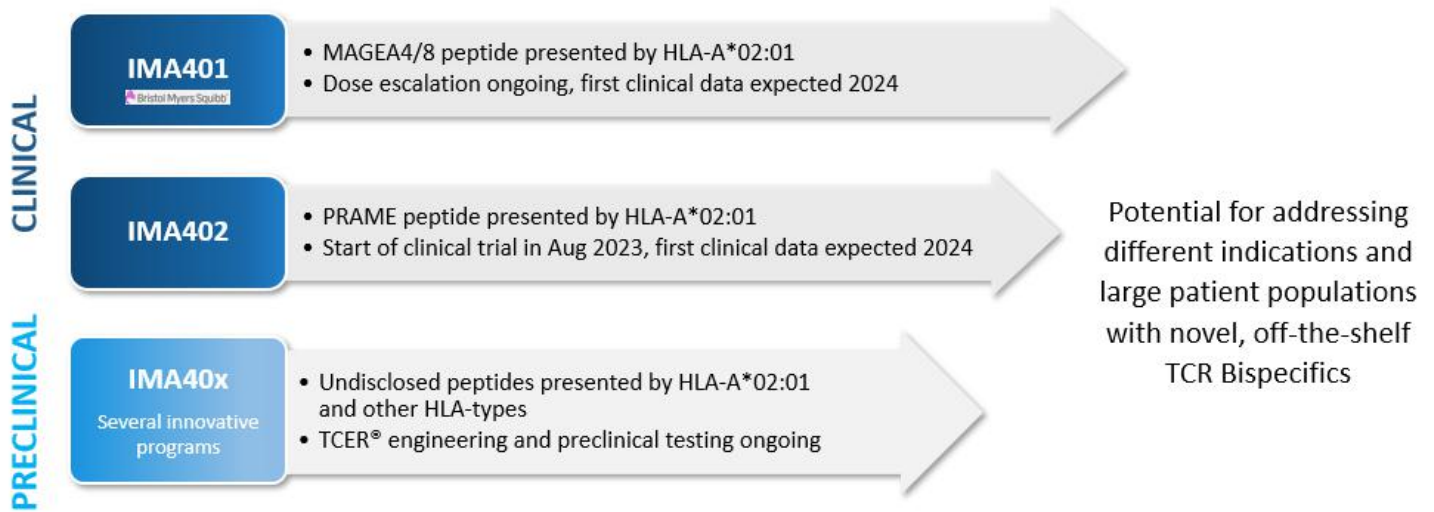 CLINICAL
IMA401
Bristol Myers Squibb™
• MAGEA4/8 peptide presented by HLA-A*02:01
• Dose escalation ongoing, first clinical data expected 2024
IMA402
• PRAME peptide presented by HLA-A*02:01
• Start of clinical trial in Aug 2023, first clinical data expected 2024
PRECLINICAL
IMA40x
Several innovative
programs
• Undisclosed peptides presented by HLA-A*02:01
and other HLA-types
• TCER® engineering and preclinical testing ongoing
Potential for addressing
different indications and
large patient populations
with novel, off-the-shelf
TCR Bispecifics